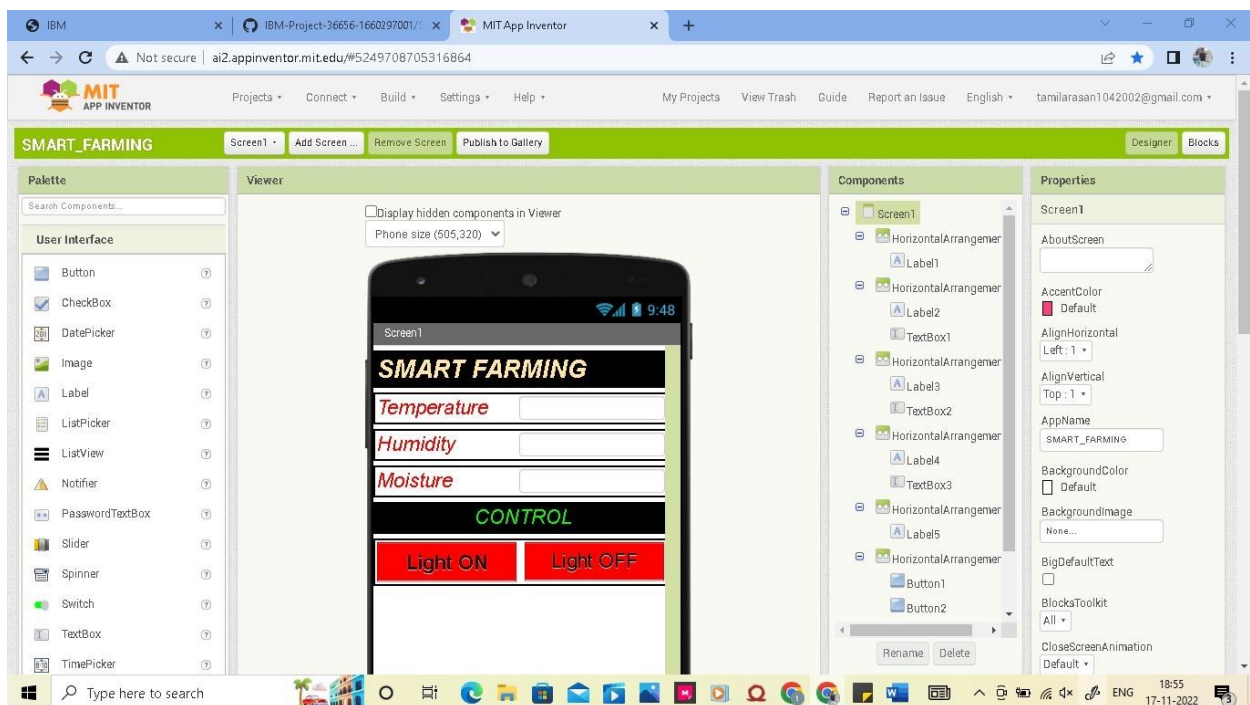 IBM
IBM-Project-36656-1660297001/
MIT App Inventor
Not secure
ai2.appinventor.mit.edu/#5249708705316864
MIT
APP INVENTOR
Projects
Connect
Build
Settings
Help
My Projects
View Trash
Guide
Report an Issue
English
tamilarasan1042002@gmail.com
SMART_FARMING
Screen1
Add Screen ...
Remove Screen
Publish to Gallery
Designer
Blocks
Palette
Search Components...
User Interface
Button
CheckBox
DatePicker
Image
Label
ListPicker
ListView
Notifier
PasswordTextBox
Slider
Spinner
Switch
TextBox
TimePicker
Viewer
Display hidden components in Viewer
Phone size (505,320)
9:48
Screen1
SMART FARMING
Temperature
Humidity
Moisture
CONTROL
Light ON
Light OFF
Components
Screen1
HorizontalArrangemer
Label1
HorizontalArrangemer
Label2
TextBox1
HorizontalArrangemer
Label3
TextBox2
HorizontalArrangemer
Label4
TextBox3
HorizontalArrangemer
Label5
HorizontalArrangemer
Button1
Button2
Rename
Delete
Properties
Screen1
AboutScreen
AccentColor
Default
AlignHorizontal
Left : 1
AlignVertical
Top : 1
AppName
SMART_FARMING
BackgroundColor
Default
BackgroundImage
None...
BigDefaultText
BlocksToolkit
All
CloseScreenAnimation
Default
Type here to search
ENG
18:55
17-11-2022